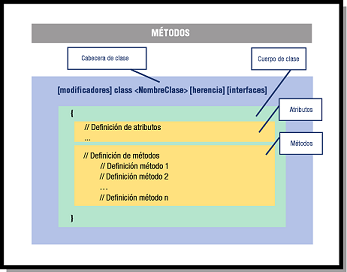 MÉTODOS
Cabecera de clase
Cuerpo de clase
[modificadores] class <NombreClase> [herencia] [interfaces]
{
Atributos
// Definición de atributos
...
Métodos
// Definición de métodos
// Definición método 1
// Definición método 2
...
// Definición método n
}